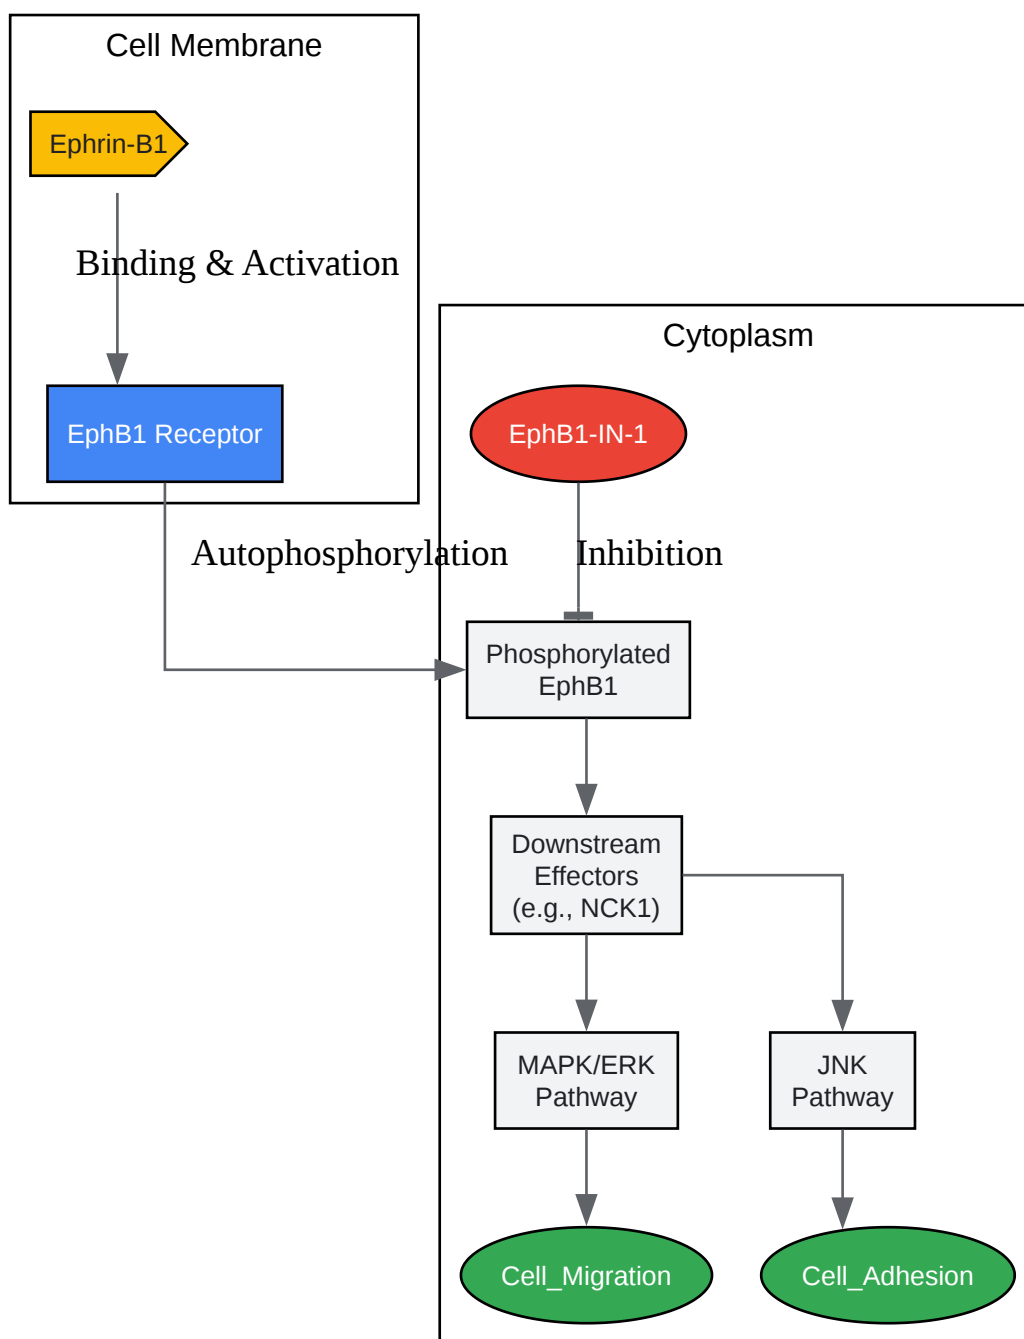 Cell Membrane
Ephrin-B1
Binding & Activation
Cytoplasm
EphB1 Receptor
EphB1-IN-1
Autophosphorylation
Inhibition
Phosphorylated
EphB1
Downstream
Effectors
(e.g., NCK1)
MAPK/ERK
Pathway
JNK
Pathway
Cell_Migration
Cell_Adhesion